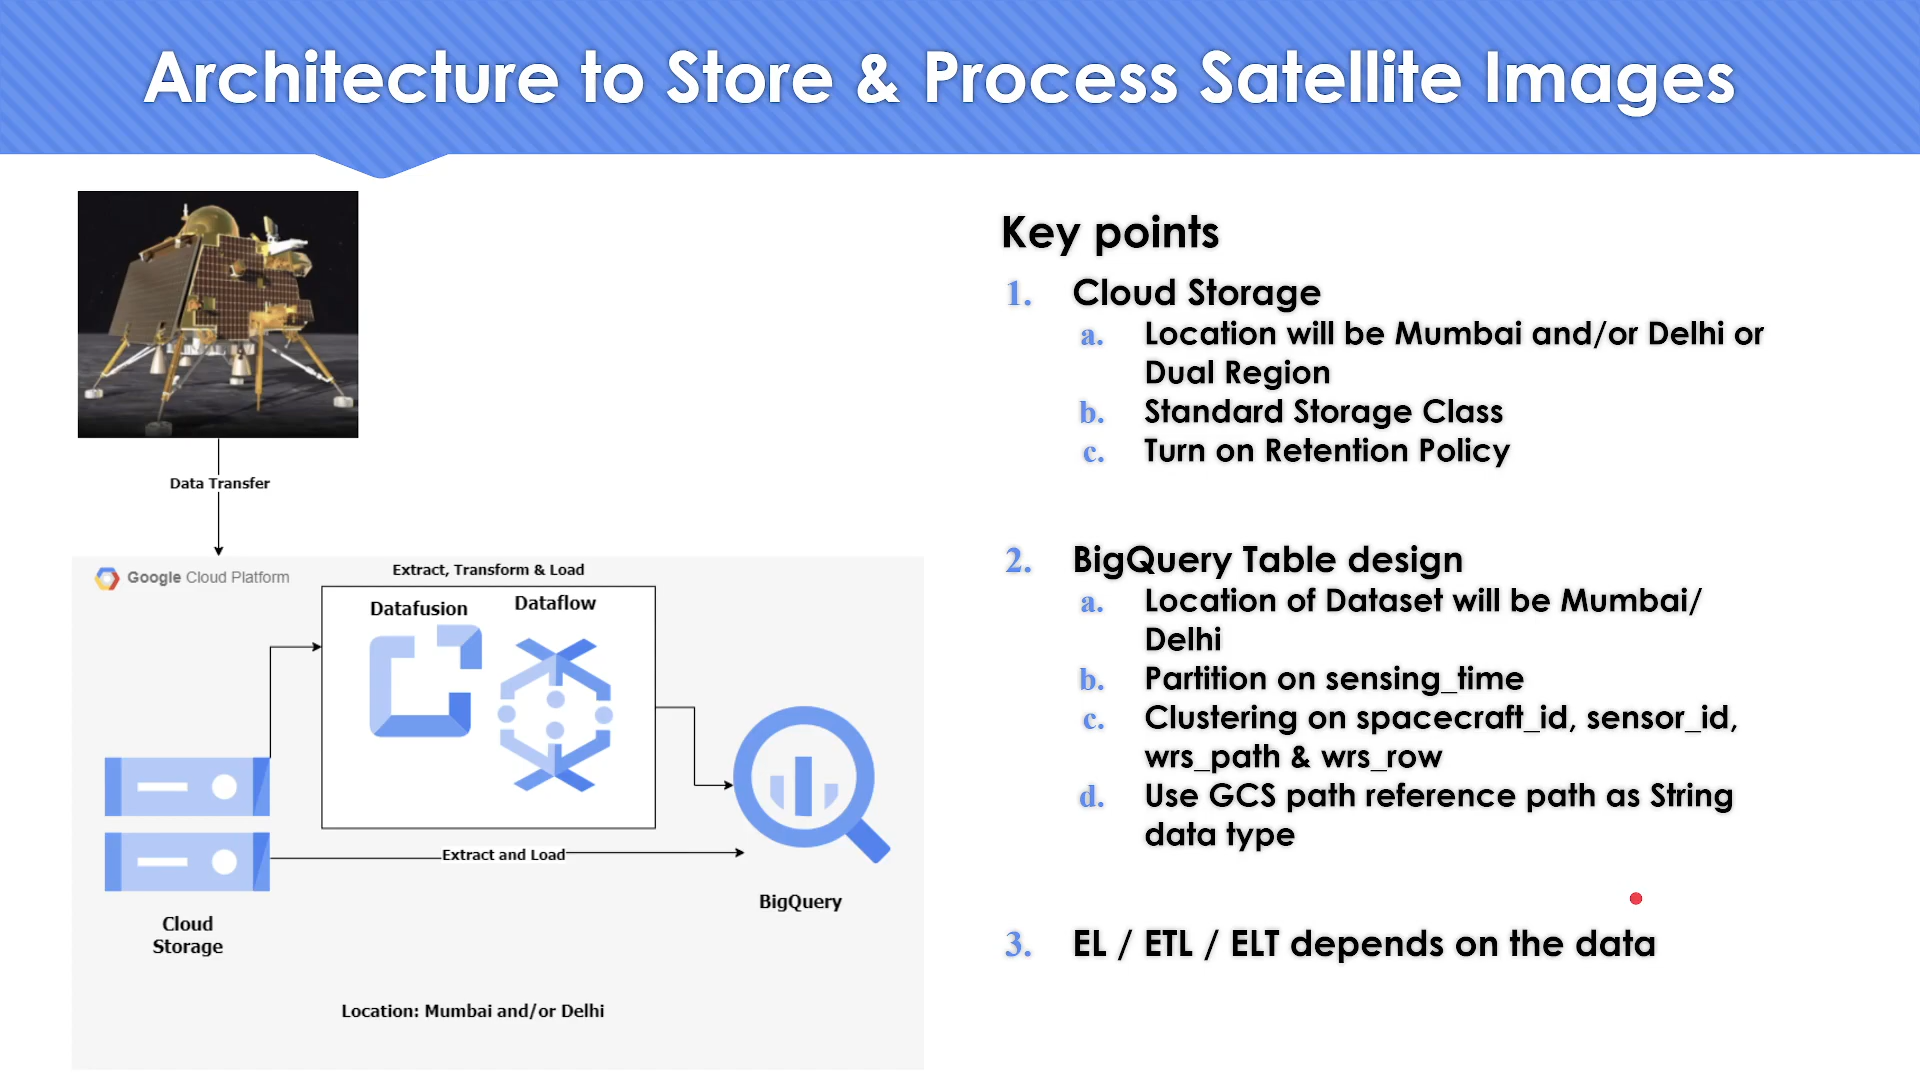 Architecture to Store & Process Satellite Images
Data Transfer
Google Cloud Platform
Extract, Transform & Load
Datafusion
Dataflow
Extract and Load
BigQuery
Cloud
Storage
Location: Mumbai and/or Delhi
Key points
1. Cloud Storage
a. Location will be Mumbai and/or Delhi or
Dual Region
b. Standard Storage Class
c. Turn on Retention Policy
2. BigQuery Table design
a. Location of Dataset will be Mumbai/
Delhi
b. Partition on sensing_time
c. Clustering on spacecraft_id, sensor_id,
wrs_path & wrs_row
d. Use GCS path reference path as String
data type
3. EL / ETL / ELT depends on the data